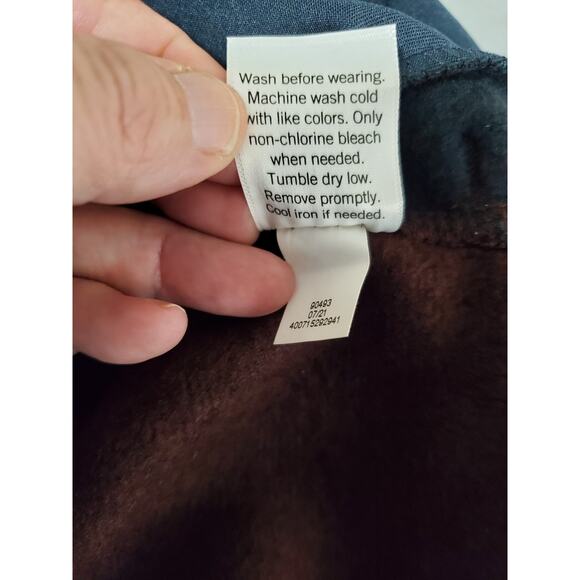 Wash before wearing.
Machine wash cold
with like colors. Only
non-chlorine bleach
when needed.
Tumble dry low.
Remove promptly.
Cool iron if needed.
90493
07/21
400715292941